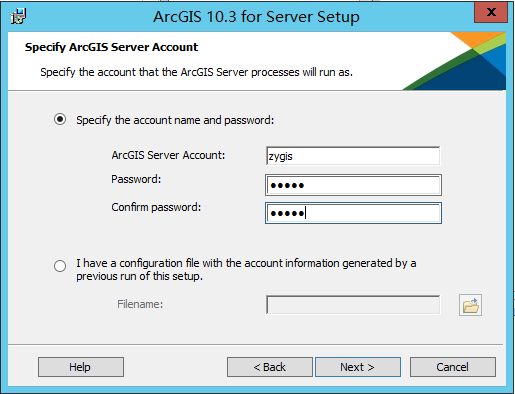 ArcGIS 10.3 for Server Setup
x
Specify ArcGIS Server Account
Specify the account that the ArcGIS Server processes will run as.
Specify the account name and password:
ArcGIS Server Account: zygis
Password: •••••
Confirm password: •••••
I have a configuration file with the account information generated by a
previous run of this setup.
Filename:
Help < Back Next > Cancel